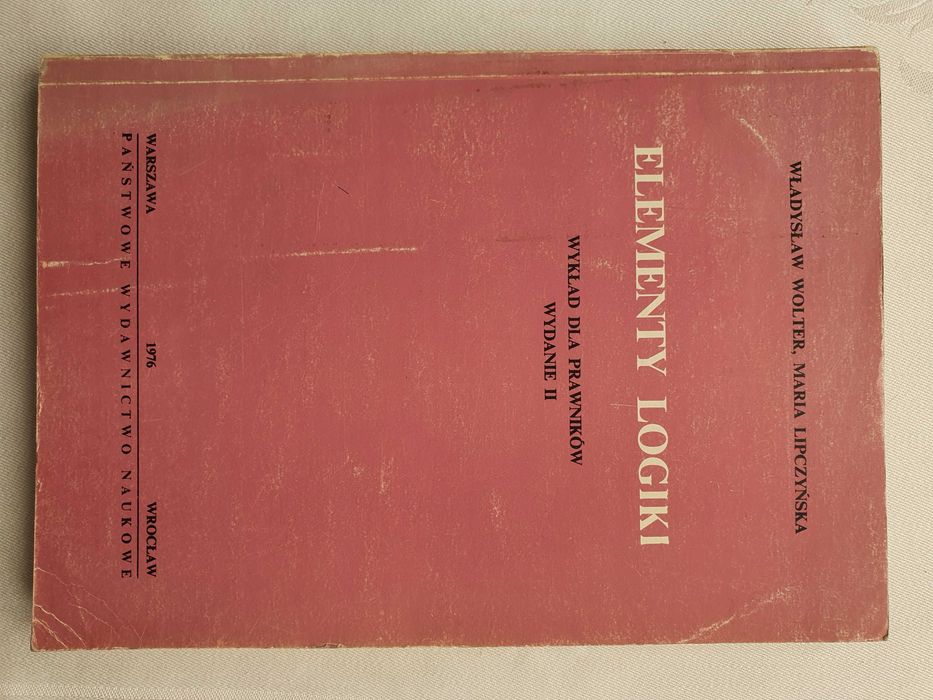 WŁADYSŁAW WOLTER, MARIA LIPCZYŃSKA
ELEMENTY LOGIKI
WYKŁAD DLA PRAWNIKÓW
WYDANIE II
WARSZAWA 1976 WROCŁAW
PAŃSTWOWE WYDAWNICTWO NAUKOWE